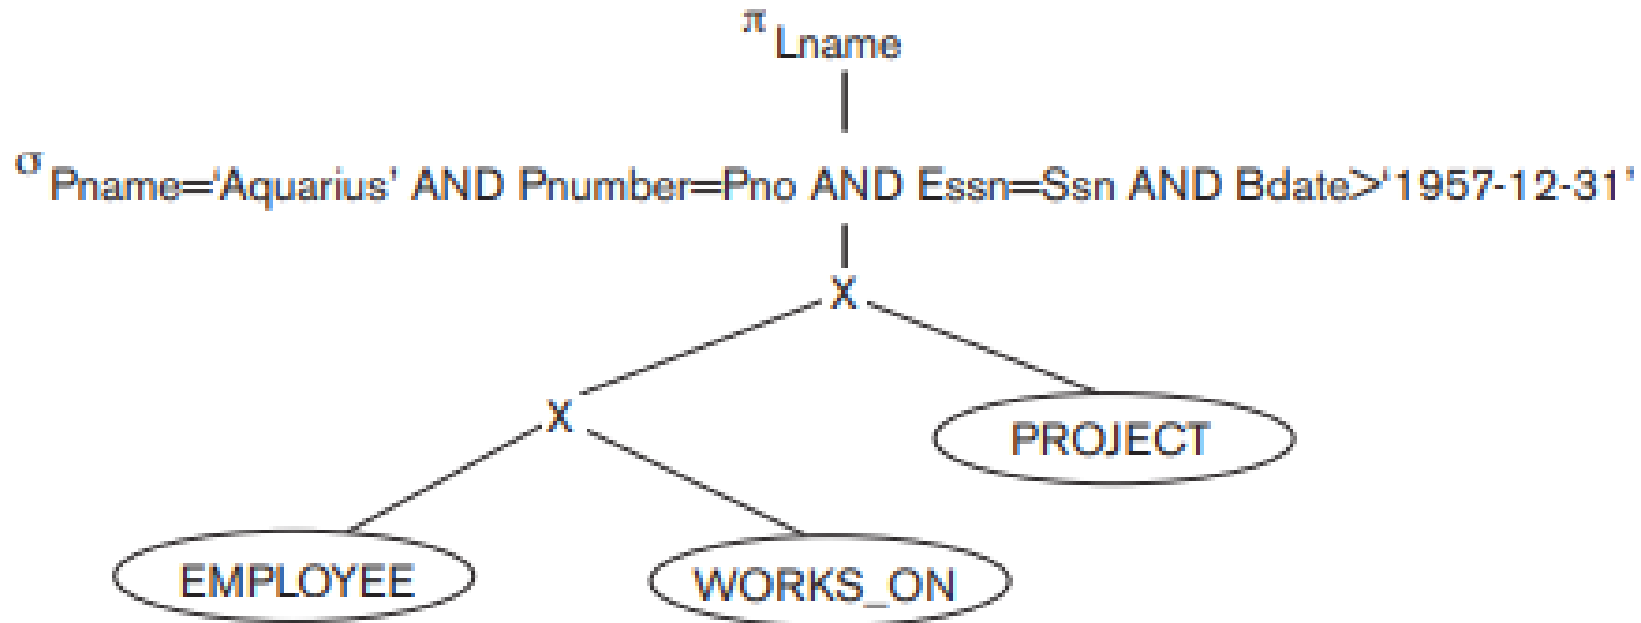 π Lname
σ Pname=‘Aquarius’ AND Pnumber=Pno AND Essn=Ssn AND Bdate>‘1957-12-31’
X
X
PROJECT
EMPLOYEE
WORKS_ON